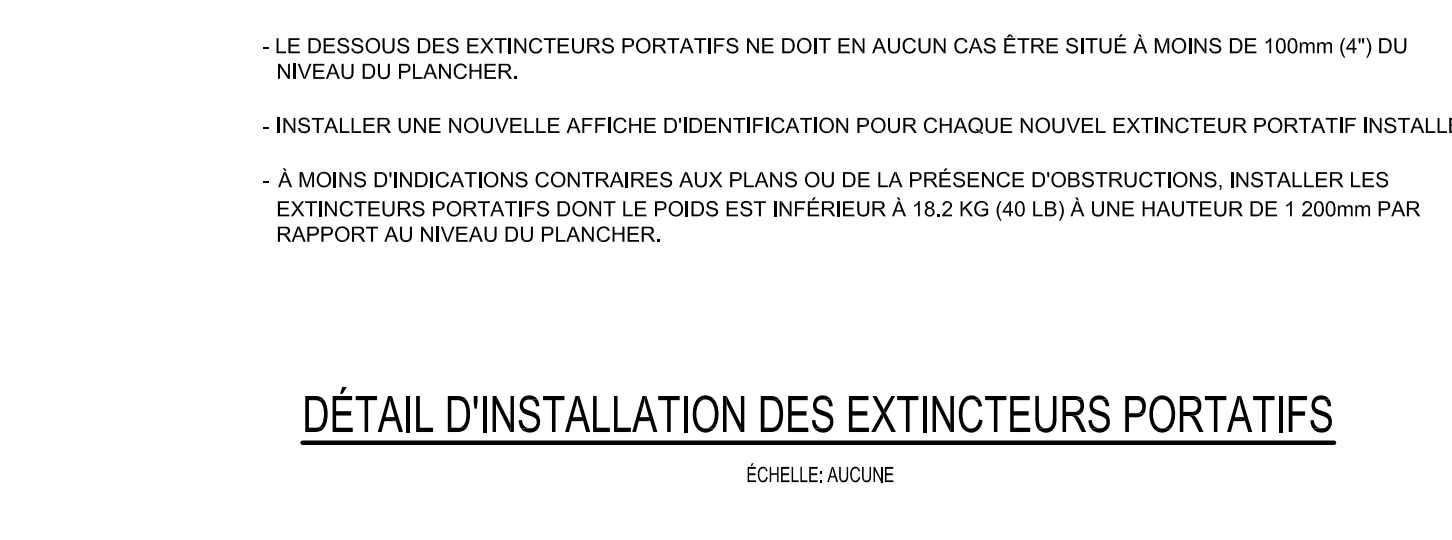 - LE DESSOUS DES EXTINCTEURS PORTATIFS NE DOIT EN AUCUN CAS ÊTRE SITUÉ À MOINS DE 100mm (4") DU
NIVEAU DU PLANCHER.
- INSTALLER UNE NOUVELLE AFFICHE D'IDENTIFICATION POUR CHAQUE NOUVEL EXTINCTEUR PORTATIF
- À MOINS D'INDICATIONS CONTRAIRES AUX PLANS OU DE LA PRÉSENCE D'OBSTRUCTIONS, INSTALLER LES
EXTINCTEURS PORTATIFS DONT LE POIDS EST INFÉRIEUR À 18.2 KG (40 LB) À UNE HAUTEUR DE 1 200mm PAR
RAPPORT AU NIVEAU DU PLANCHER.
DÉTAIL D'INSTALLATION DES EXTINCTEURS PORTATIFS
ÉCHELLE: AUCUNE